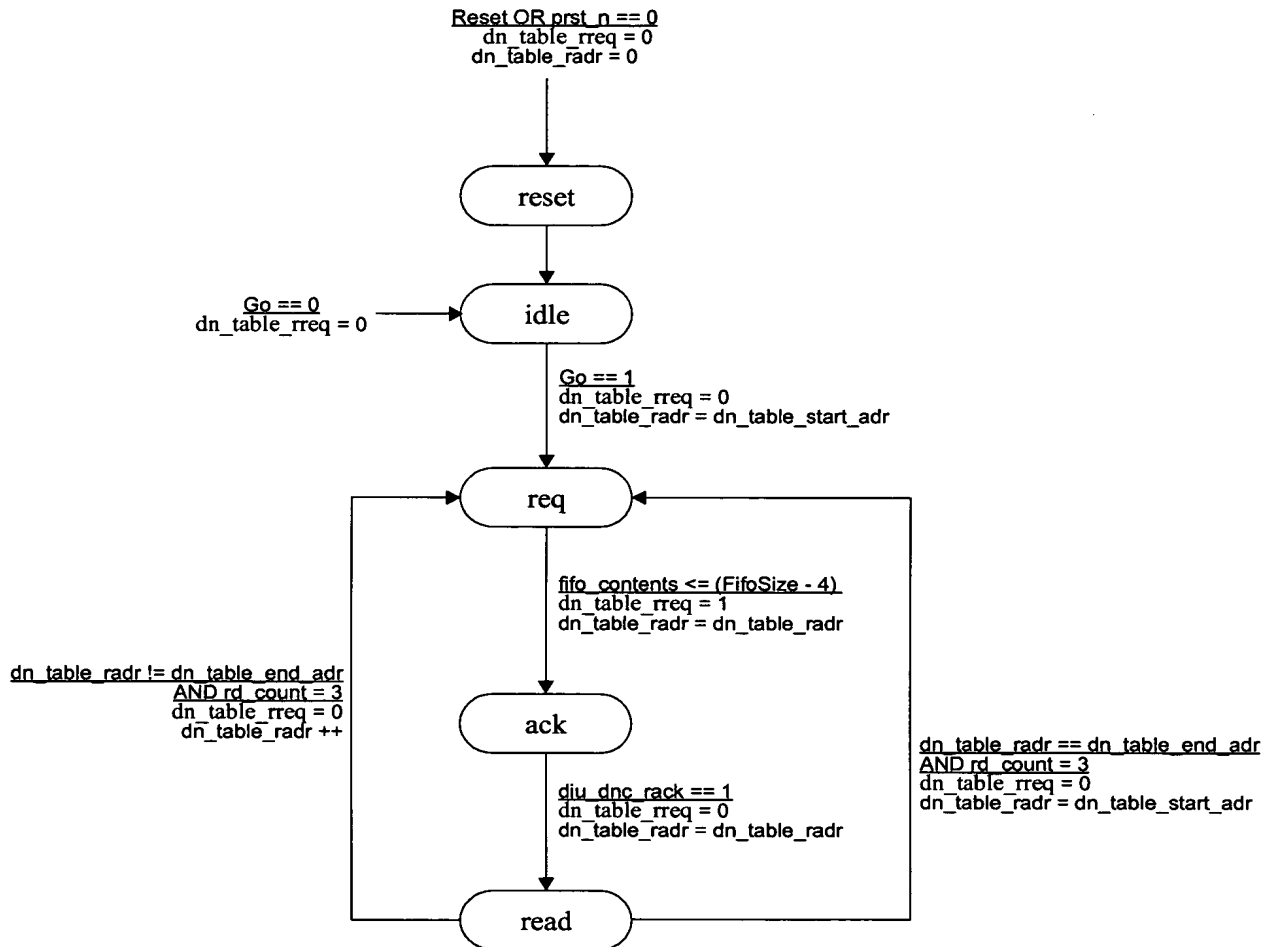 Reset OR prst_n == 0
dn_table_rreq = 0
dn_table_radr = 0
reset
idle
Go == 0
dn_table_rreq = 0
Go == 1
dn_table_rreq = 0
dn_table_radr = dn_table_start_adr
req
fifo_contents <= (FifoSize - 4)
dn_table_rreq = 1
dn_table_radr = dn_table_radr
dn_table_radr != dn_table_end_adr
AND rd_count = 3
dn_table_rreq = 0
dn_table_radr ++
ack
diu_dnc_rack == 1
dn_table_rreq = 0
dn_table_radr = dn_table_radr
dn_table_radr == dn_table_end_adr
AND rd_count = 3
dn_table_rreq = 0
dn_table_radr = dn_table_start_adr
read